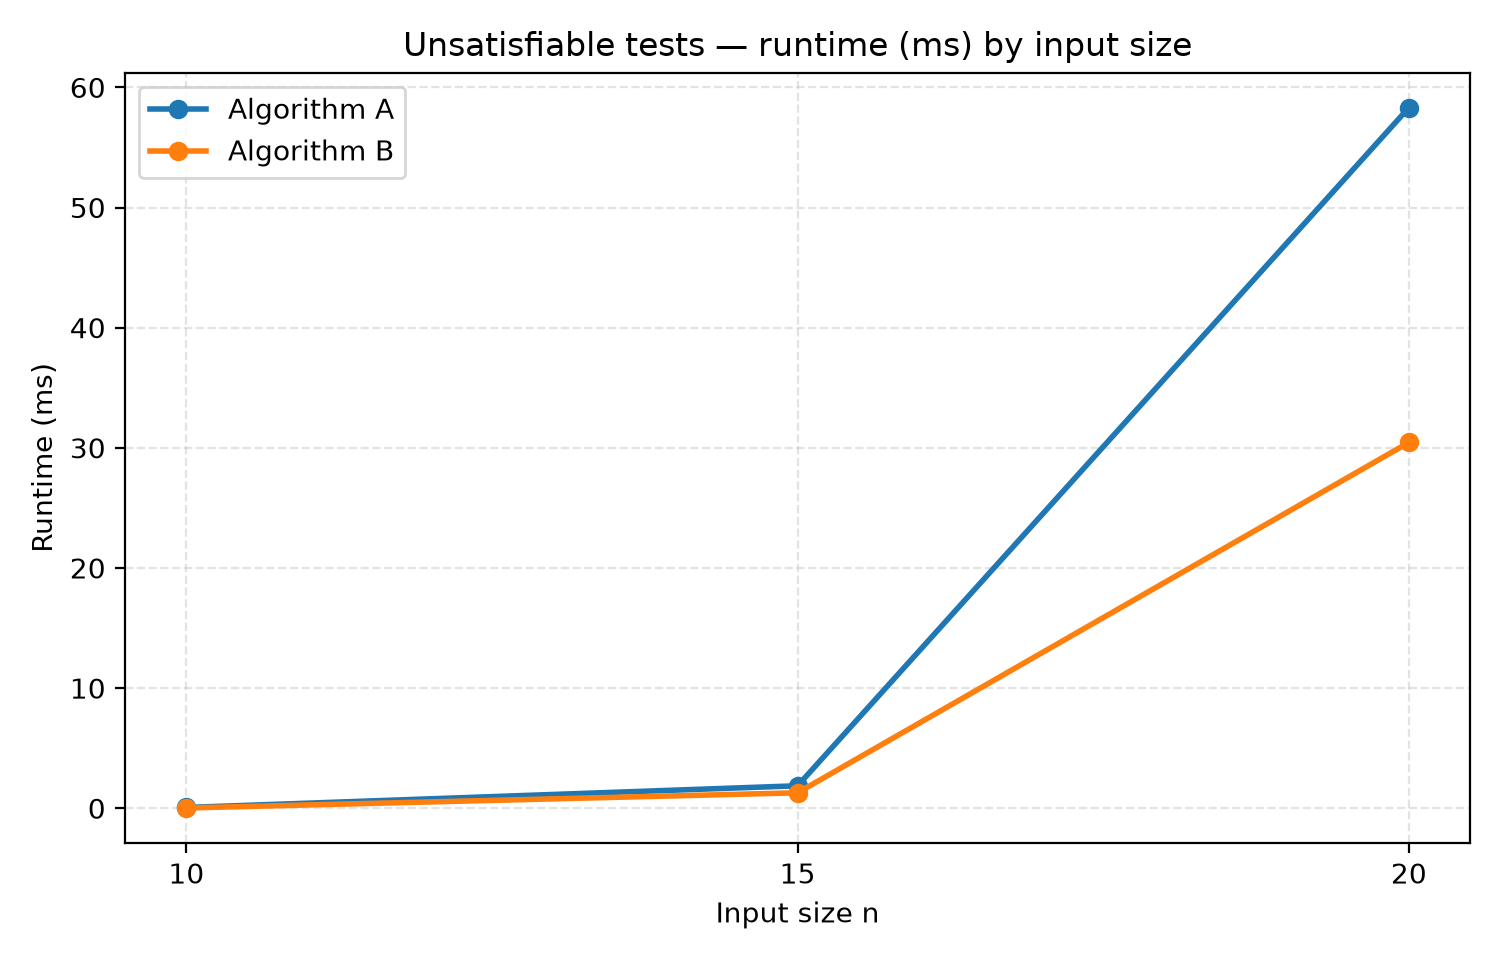 Unsatisfiable tests — runtime (ms) by input size
60
50
40
30
20
10
0
Algorithm A
Algorithm B
Runtime (ms)
10 15 20
Input size n